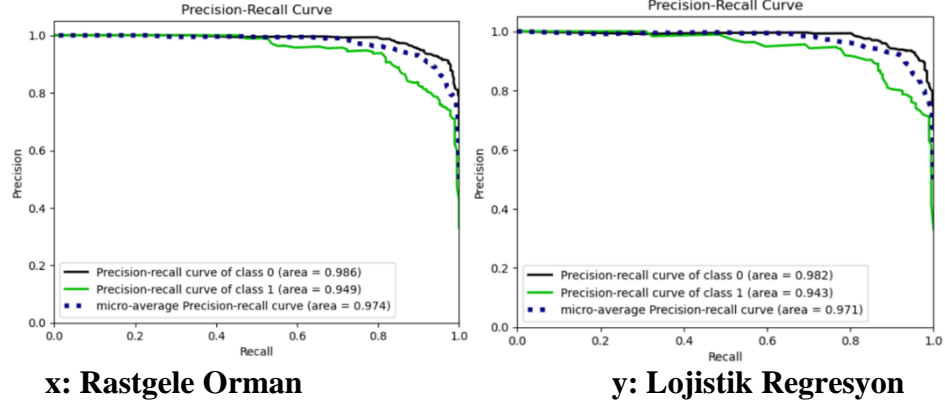 Precision-Recall Curve
Precision
1.0
0.8
0.6
0.4
0.2
0.0
Precision-recall curve of class 0 (area = 0.986)
Precision-recall curve of class 1 (area = 0.949)
micro-average Precision-recall curve (area = 0.974)
0.0 0.2 0.4 0.6 0.8 1.0
Recall
x: Rastgele Orman
Precision-Recall Curve
Precision
1.0
0.8
0.6
0.4
0.2
0.0
Precision-recall curve of class 0 (area = 0.982)
Precision-recall curve of class 1 (area = 0.943)
micro-average Precision-recall curve (area = 0.971)
0.0 0.2 0.4 0.6 0.8 1.0
Recall
y: Lojistik Regresyon